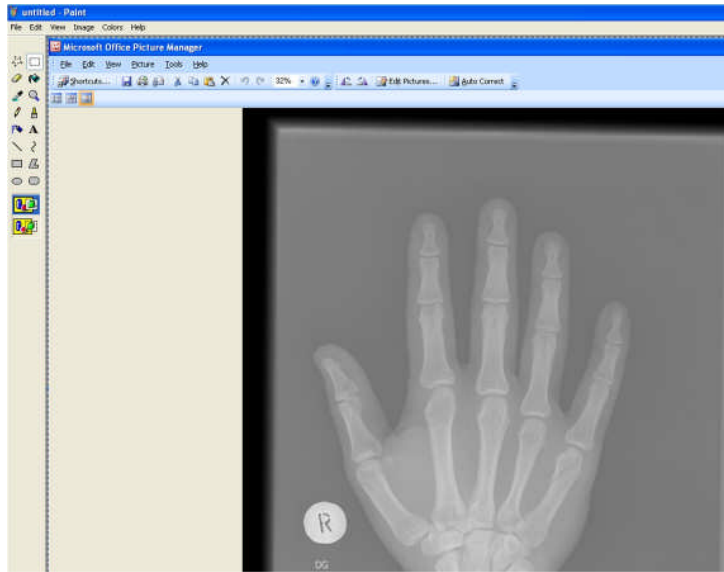 untitled - Paint
File Edit View Image Colors Help
Microsoft Office Picture Manager
File Edit View Picture Tools Help
Shortcuts... 32% Edit Pictures... Auto Correct
A
R
DG